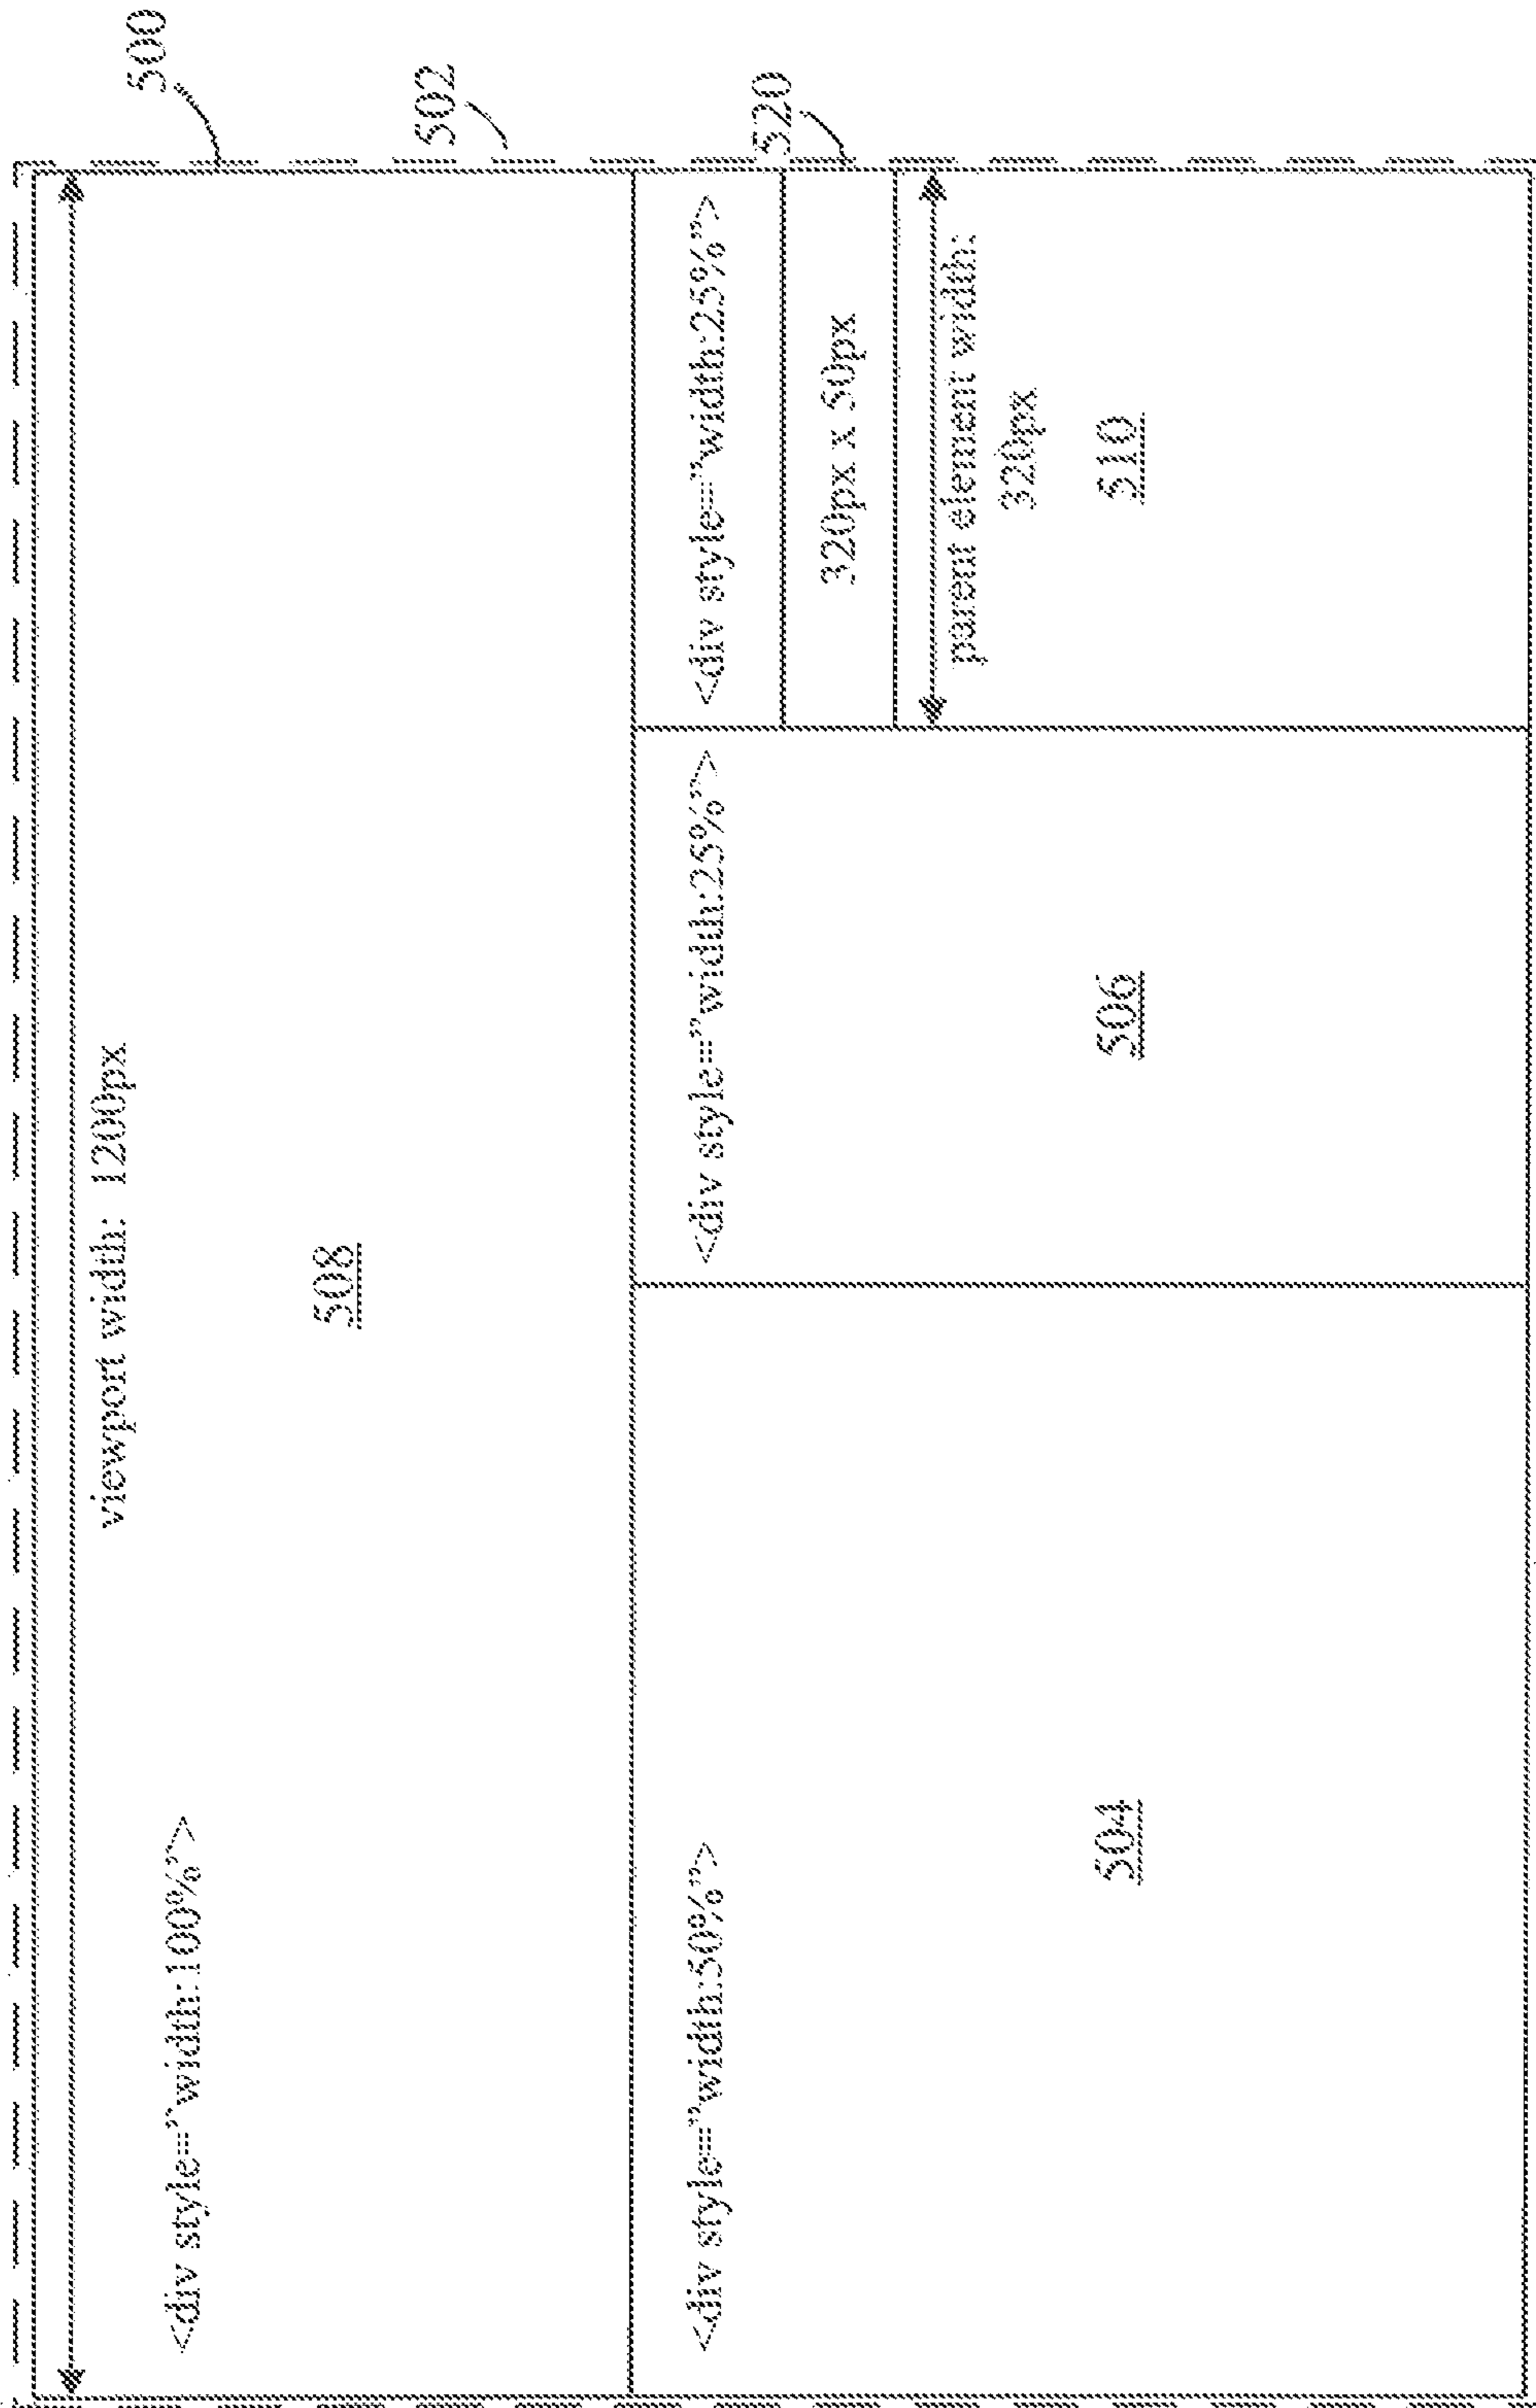 500
502
viewport width: 1200px
<div style=”width:100%”>
508
<div style=”width:50%”>
504
<div style=”width:25%”>
506
<div style=”width:25%”>
520
320px x 50px
parent element width:
320px
510